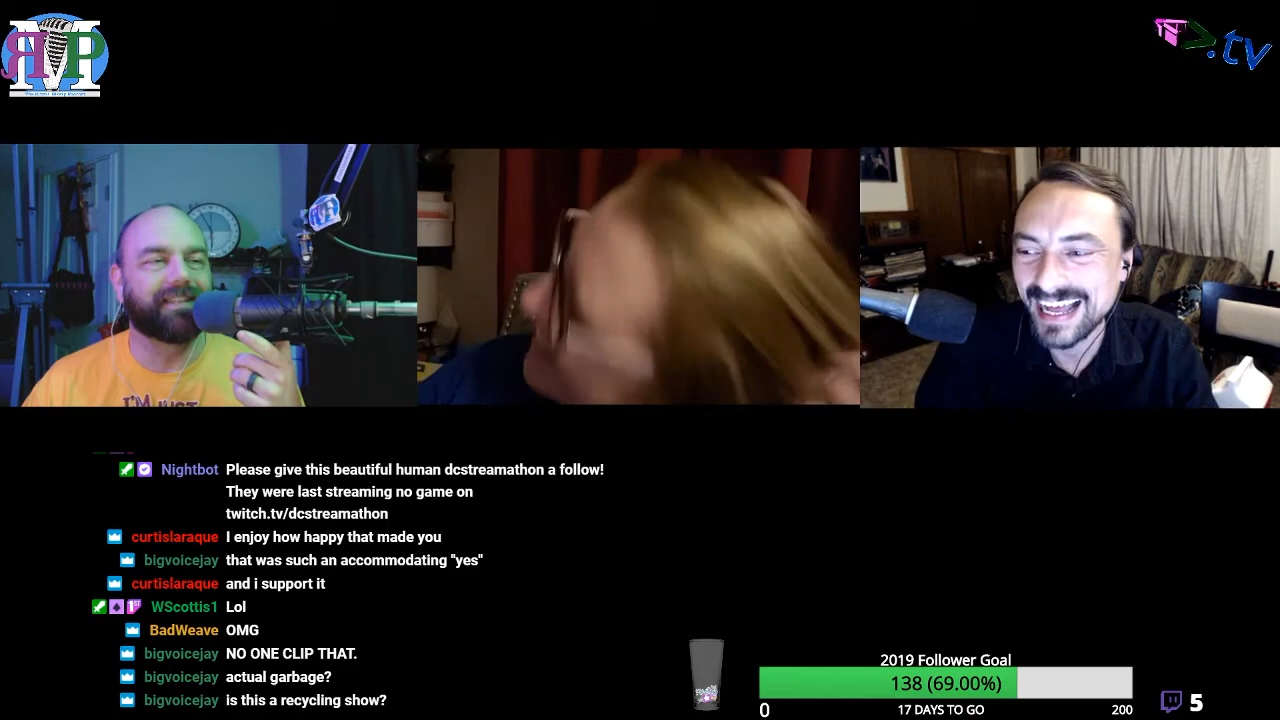 RMP
.tv
I'M JUST
Nightbot Please give this beautiful human dcstreamathon a follow!
They were last streaming no game on
twitch.tv/dcstreamathon
curtislaraque I enjoy how happy that made you
bigvoicejay that was such an accommodating "yes"
curtislaraque and i support it
1ST WScottis1 Lol
BadWeave OMG
bigvoicejay NO ONE CLIP THAT.
bigvoicejay actual garbage?
bigvoicejay is this a recycling show?
2019 Follower Goal
138 (69.00%)
0 17 DAYS TO GO 200
5